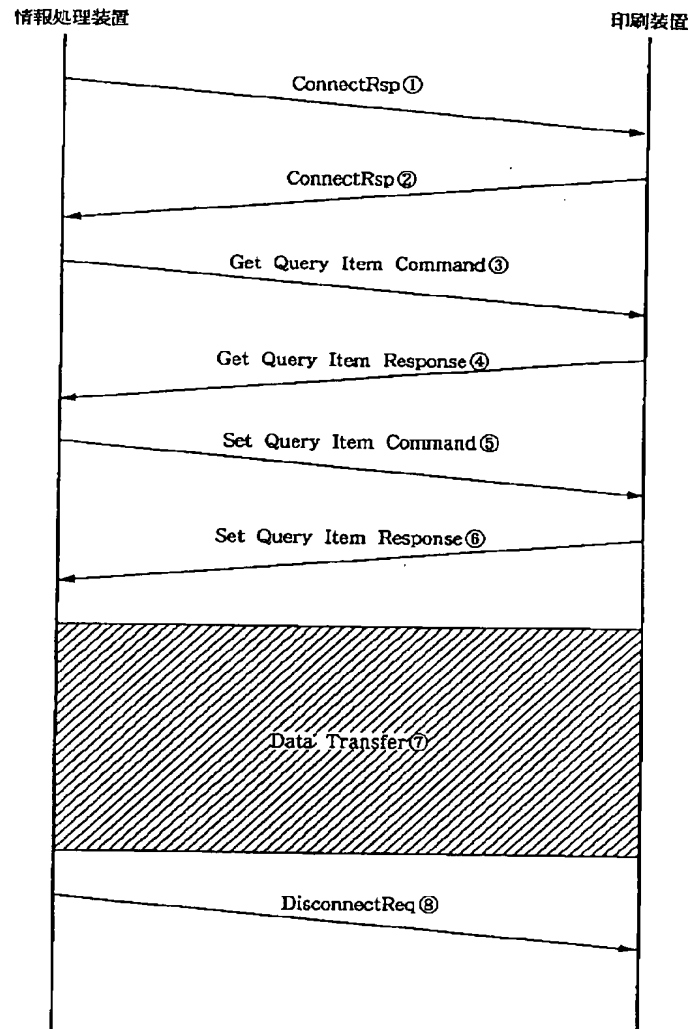 情報処理装置
印刷装置
ConnectRsp①
ConnectRsp②
Get Query Item Command③
Get Query Item Response④
Set Query Item Command⑤
Set Query Item Response⑥
Data Transfer⑦
DisconnectReq⑧